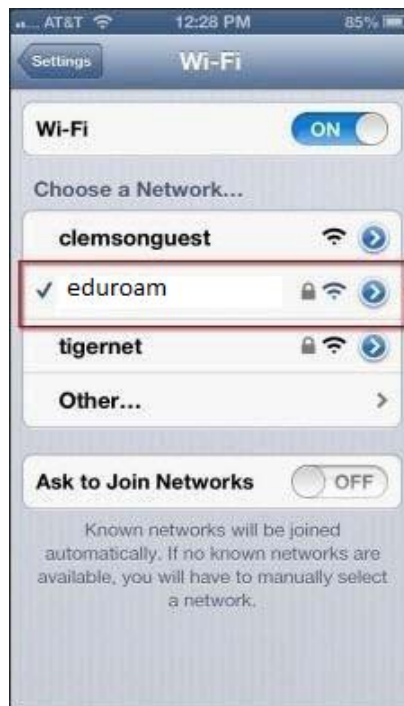 AT&T 12:28 PM 85%
Settings Wi-Fi
Wi-Fi ON
Choose a Network...
clemsonguest
eduroam
tigernet
Other...
Ask to Join Networks OFF
Known networks will be joined
automatically. If no known networks are
available, you will have to manually select
a network.